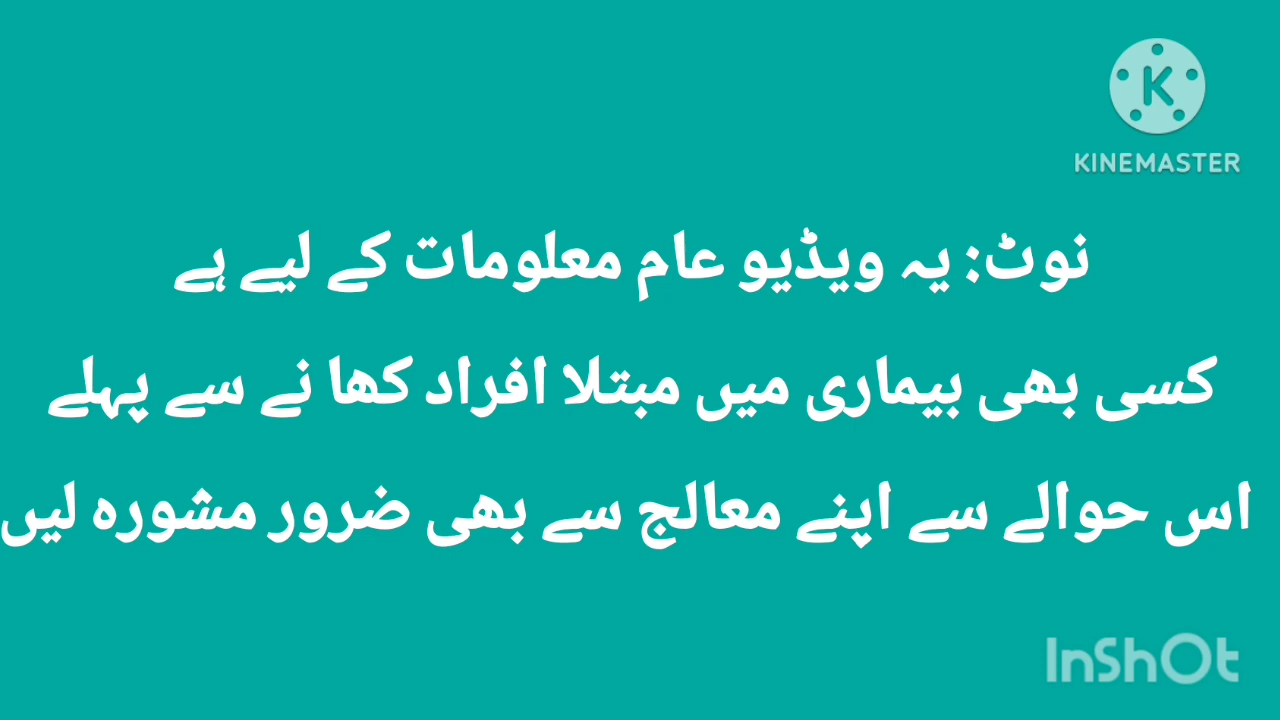 KINEMASTER
نوٹ: یہ ویڈیو عام معلومات کے لیے ہے
کسی بھی بیماری میں مبتلا افراد کھا نے سے پہلے
اس حوالے سے اپنے معالج سے بھی ضرور مشورہ لیں
InShOt